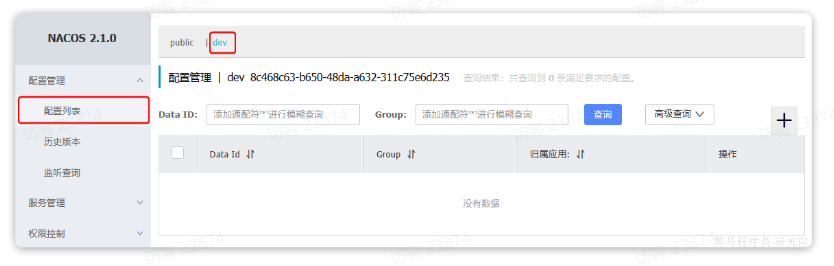 NACOS 2.1.0
public | dev
配置管理
配置管理 | dev 8c468c63-b650-48da-a632-311c75e6d235 查询结果：共查询到 0 条满足要求的配置。
配置列表
Data ID: 添加通配符'*'进行模糊查询 Group: 添加通配符'*'进行模糊查询 查询 高级查询 +
历史版本
Data Id Group 归属应用: 操作
监听查询
服务管理
没有数据
权限控制
黑马程序员-研究院
访客 23874